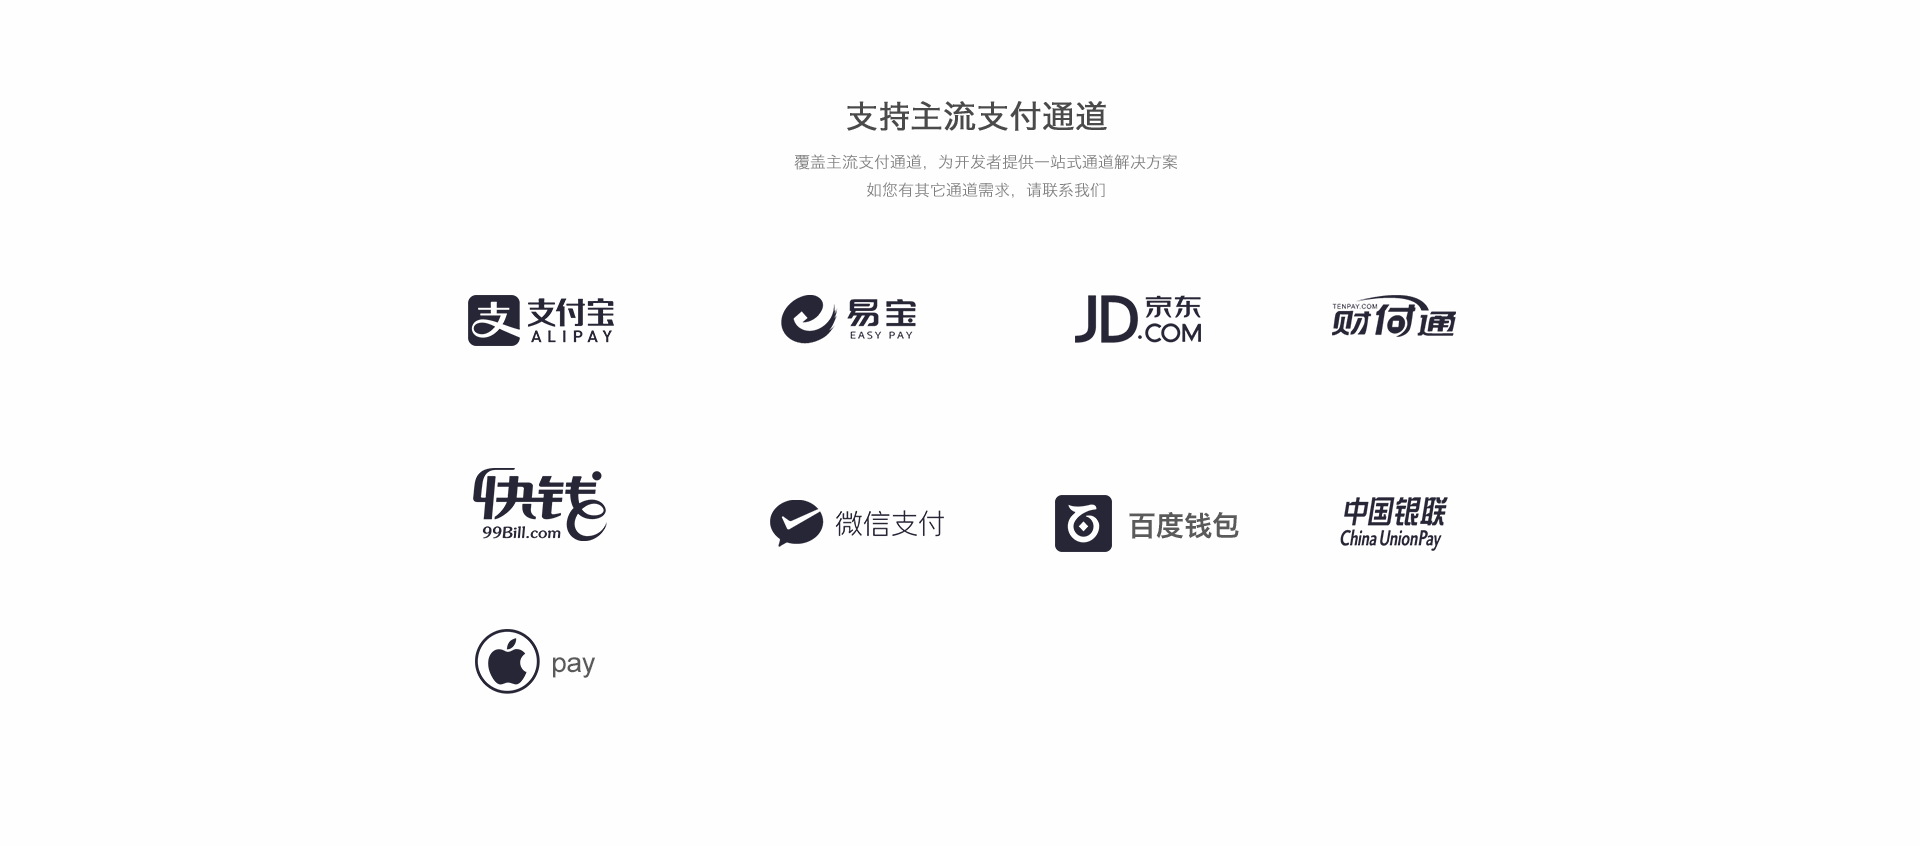 支持主流支付通道
覆盖主流支付通道，为开发者提供一站式通道解决方案
如您有其它通道需求，请联系我们
支 支付宝
ALIPAY
易宝
EASY PAY
JD.京东
COM
TENPAY.COM
财付通
快钱
99Bill.com
微信支付
百度钱包
中国银联
China UnionPay
pay